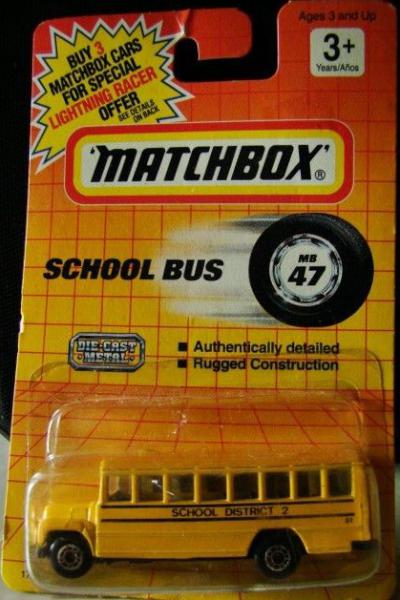 BUY 3
MATCHBOX CARS
FOR SPECIAL
LIGHTNING RACER
OFFER
SEE DETAILS
ON BACK
Ages 3 and Up
3+
Years/Años
'MATCHBOX'®
SCHOOL BUS
MB
47
DIE-CAST
METAL
■ Authentically detailed
■ Rugged Construction
SCHOOL DISTRICT 2